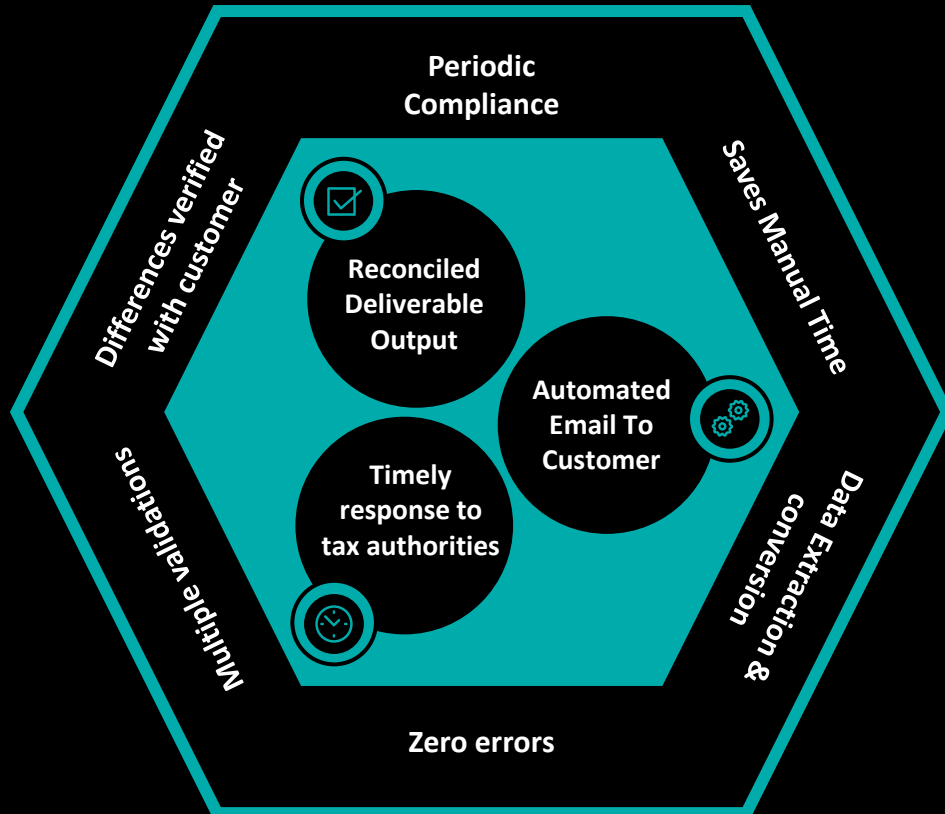 Periodic
Compliance
Saves Manual Time
Data Extraction &
conversion
Zero errors
Multiple validations
Differences verified
with customer
Reconciled
Deliverable
Output
Automated
Email To
Customer
Timely
response to
tax authorities